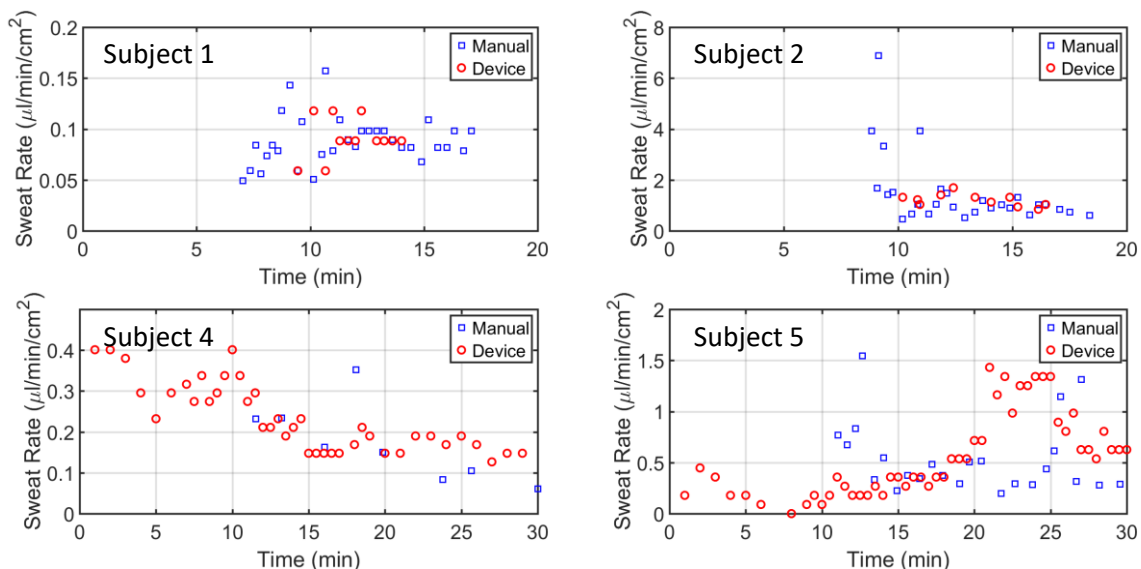 Subject 1
Manual
Device
0.2
0.15
0.1
0.05
0
0
5
10
15
20
Sweat Rate (μl/min/cm²)
Time (min)
Subject 2
Manual
Device
8
6
4
2
0
0
5
10
15
20
Sweat Rate (μl/min/cm²)
Time (min)
Subject 4
Manual
Device
0.4
0.3
0.2
0.1
0
0
5
10
15
20
25
30
Sweat Rate (μl/min/cm²)
Time (min)
Subject 5
Manual
Device
2
1.5
1
0.5
0
0
5
10
15
20
25
30
Sweat Rate (μl/min/cm²)
Time (min)